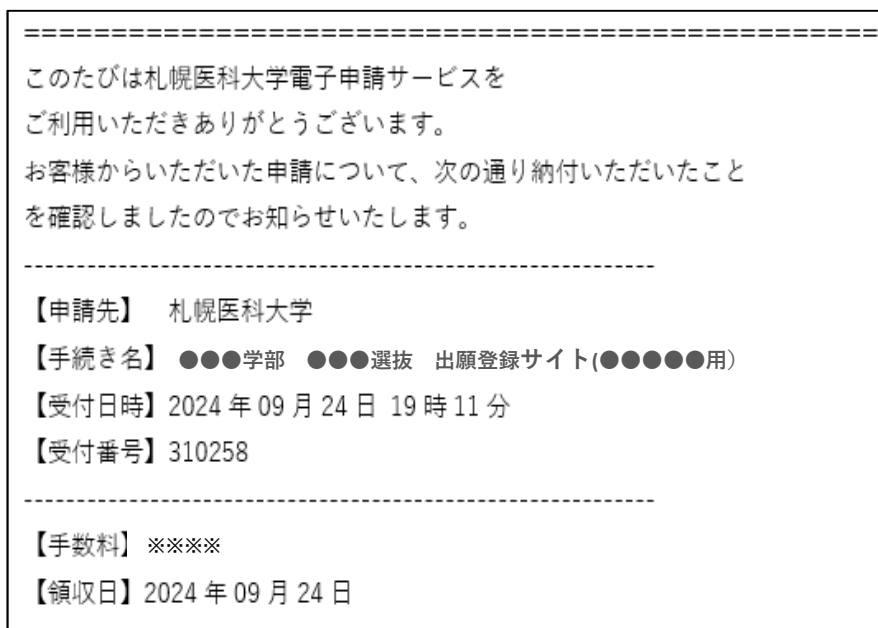 ================================================
このたびは札幌医科大学電子申請サービスを
ご利用いただきありがとうございます。
お客様からいただいた申請について、次の通り納付いただいたこと
を確認しましたのでお知らせいたします。
------------------------------------------------------------
【申請先】　札幌医科大学
【手続き名】 ●●●学部　●●●選抜　出願登録サイト(●●●●●用）
【受付日時】2024 年 09 月 24 日 19 時 11 分
【受付番号】310258
------------------------------------------------------------
【手数料】※※※※
【領収日】2024 年 09 月 24 日